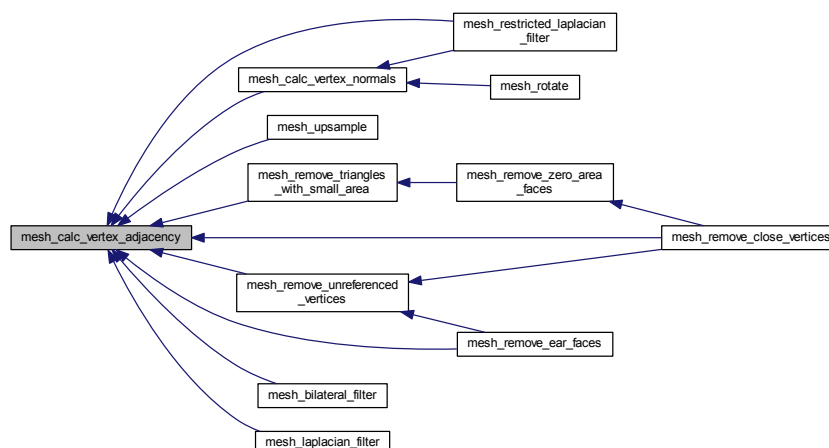 mesh_restricted_laplacian
_filter
mesh_calc_vertex_normals
mesh_rotate
mesh_upsample
mesh_remove_triangles
_with_small_area
mesh_remove_zero_area
_faces
mesh_calc_vertex_adjacency
mesh_remove_close_vertices
mesh_remove_unreferenced
_vertices
mesh_remove_ear_faces
mesh_bilateral_filter
mesh_laplacian_filter